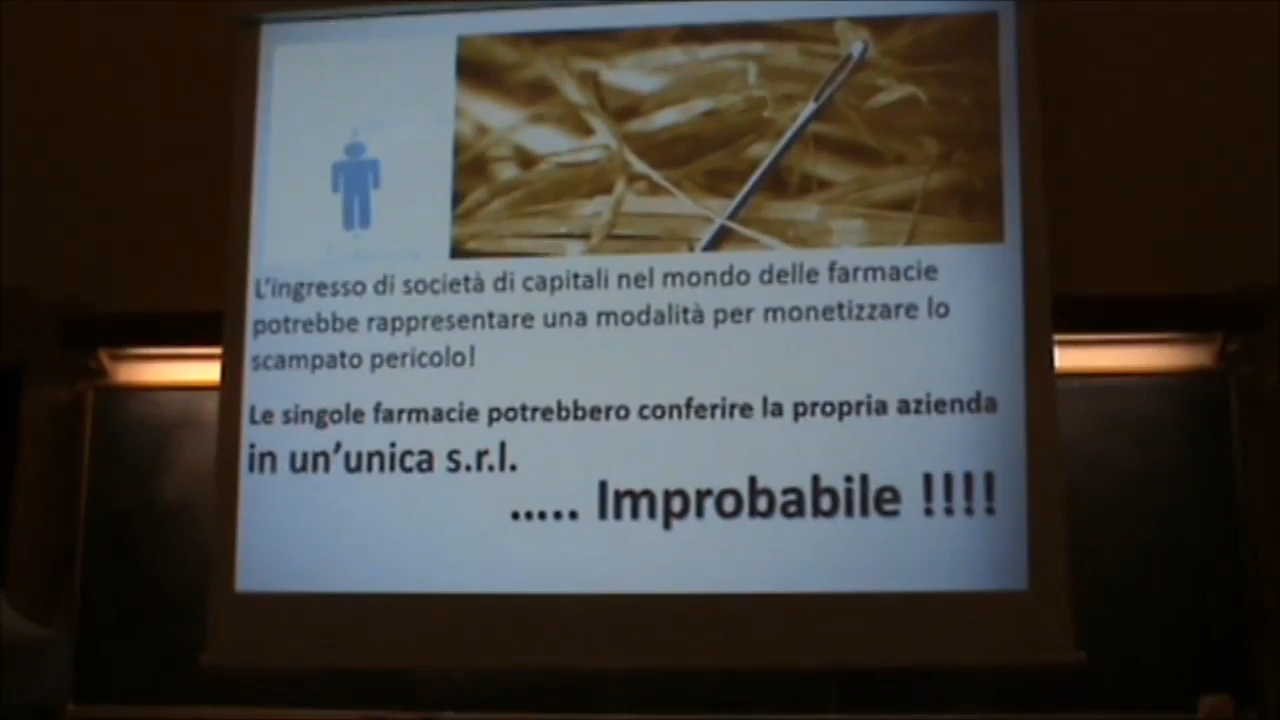 L'ingresso di società di capitali nel mondo delle farmacie
potrebbe rappresentare una modalità per monetizzare lo
scampato pericolo!
Le singole farmacie potrebbero conferire la propria azienda
in un'unica s.r.l.
..... Improbabile !!!!